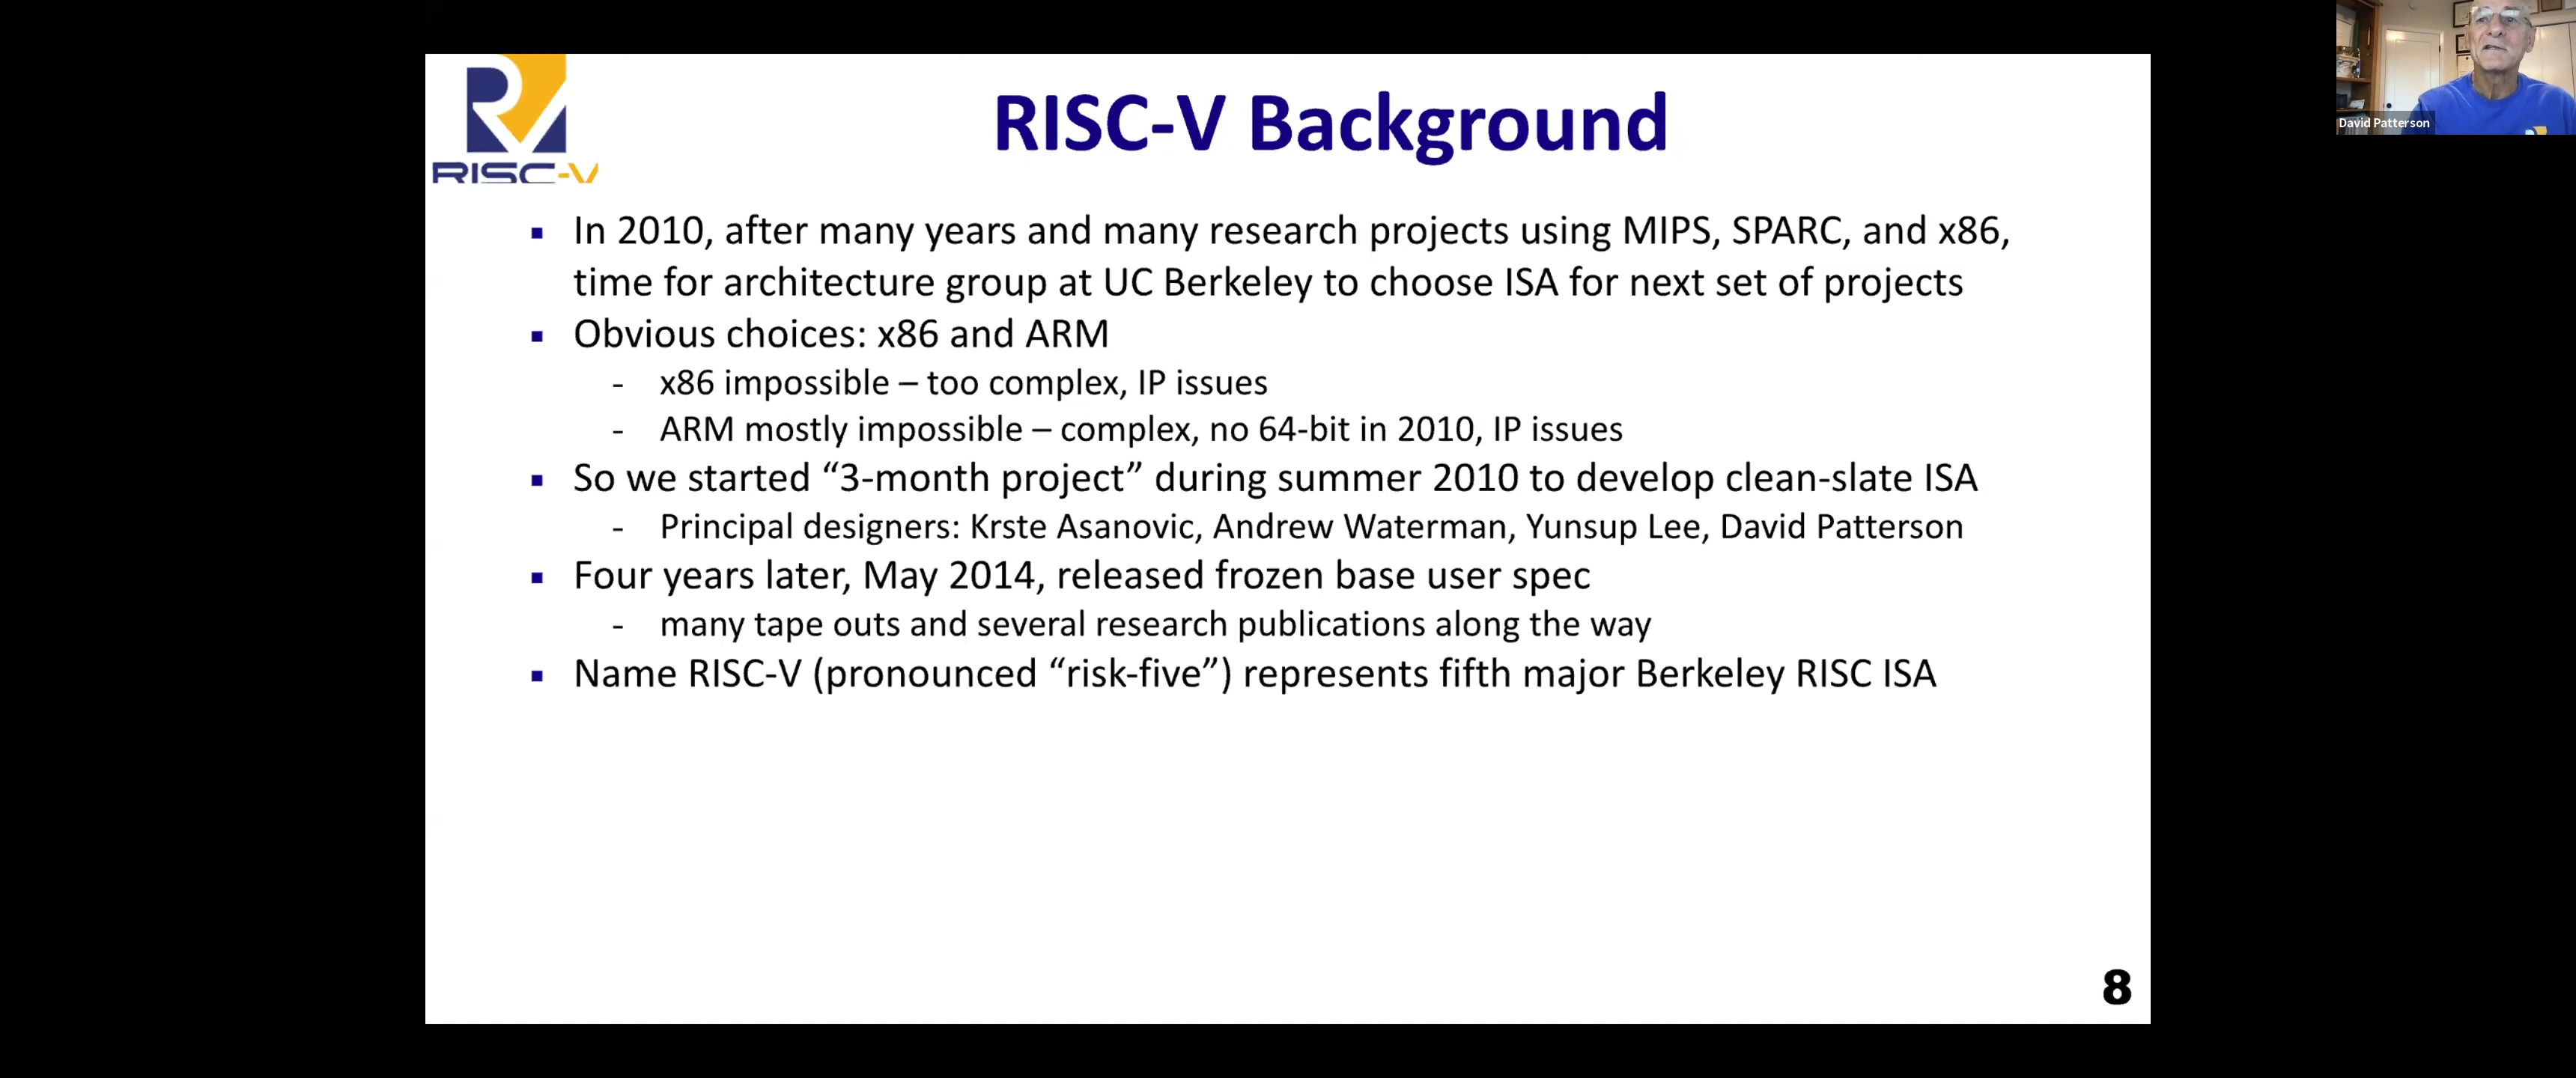 RISC-V
RISC-V Background
▪ In 2010, after many years and many research projects using MIPS, SPARC, and x86,
time for architecture group at UC Berkeley to choose ISA for next set of projects
▪ Obvious choices: x86 and ARM
- x86 impossible – too complex, IP issues
- ARM mostly impossible – complex, no 64-bit in 2010, IP issues
▪ So we started “3-month project” during summer 2010 to develop clean-slate ISA
- Principal designers: Krste Asanovic, Andrew Waterman, Yunsup Lee, David Patterson
▪ Four years later, May 2014, released frozen base user spec
- many tape outs and several research publications along the way
▪ Name RISC-V (pronounced “risk-five”) represents fifth major Berkeley RISC ISA
8
David Patterson